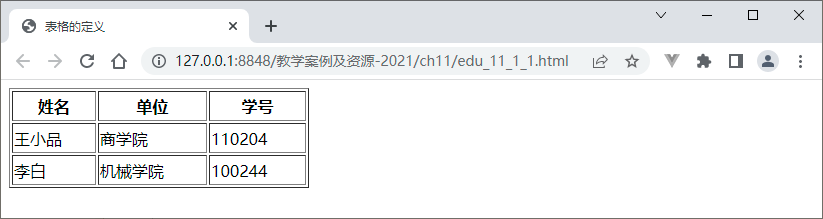 表格的定义
127.0.0.1:8848/教学案例及资源-2021/ch11/edu_11_1_1.html
姓名 单位 学号
王小品 商学院 110204
李白 机械学院 100244